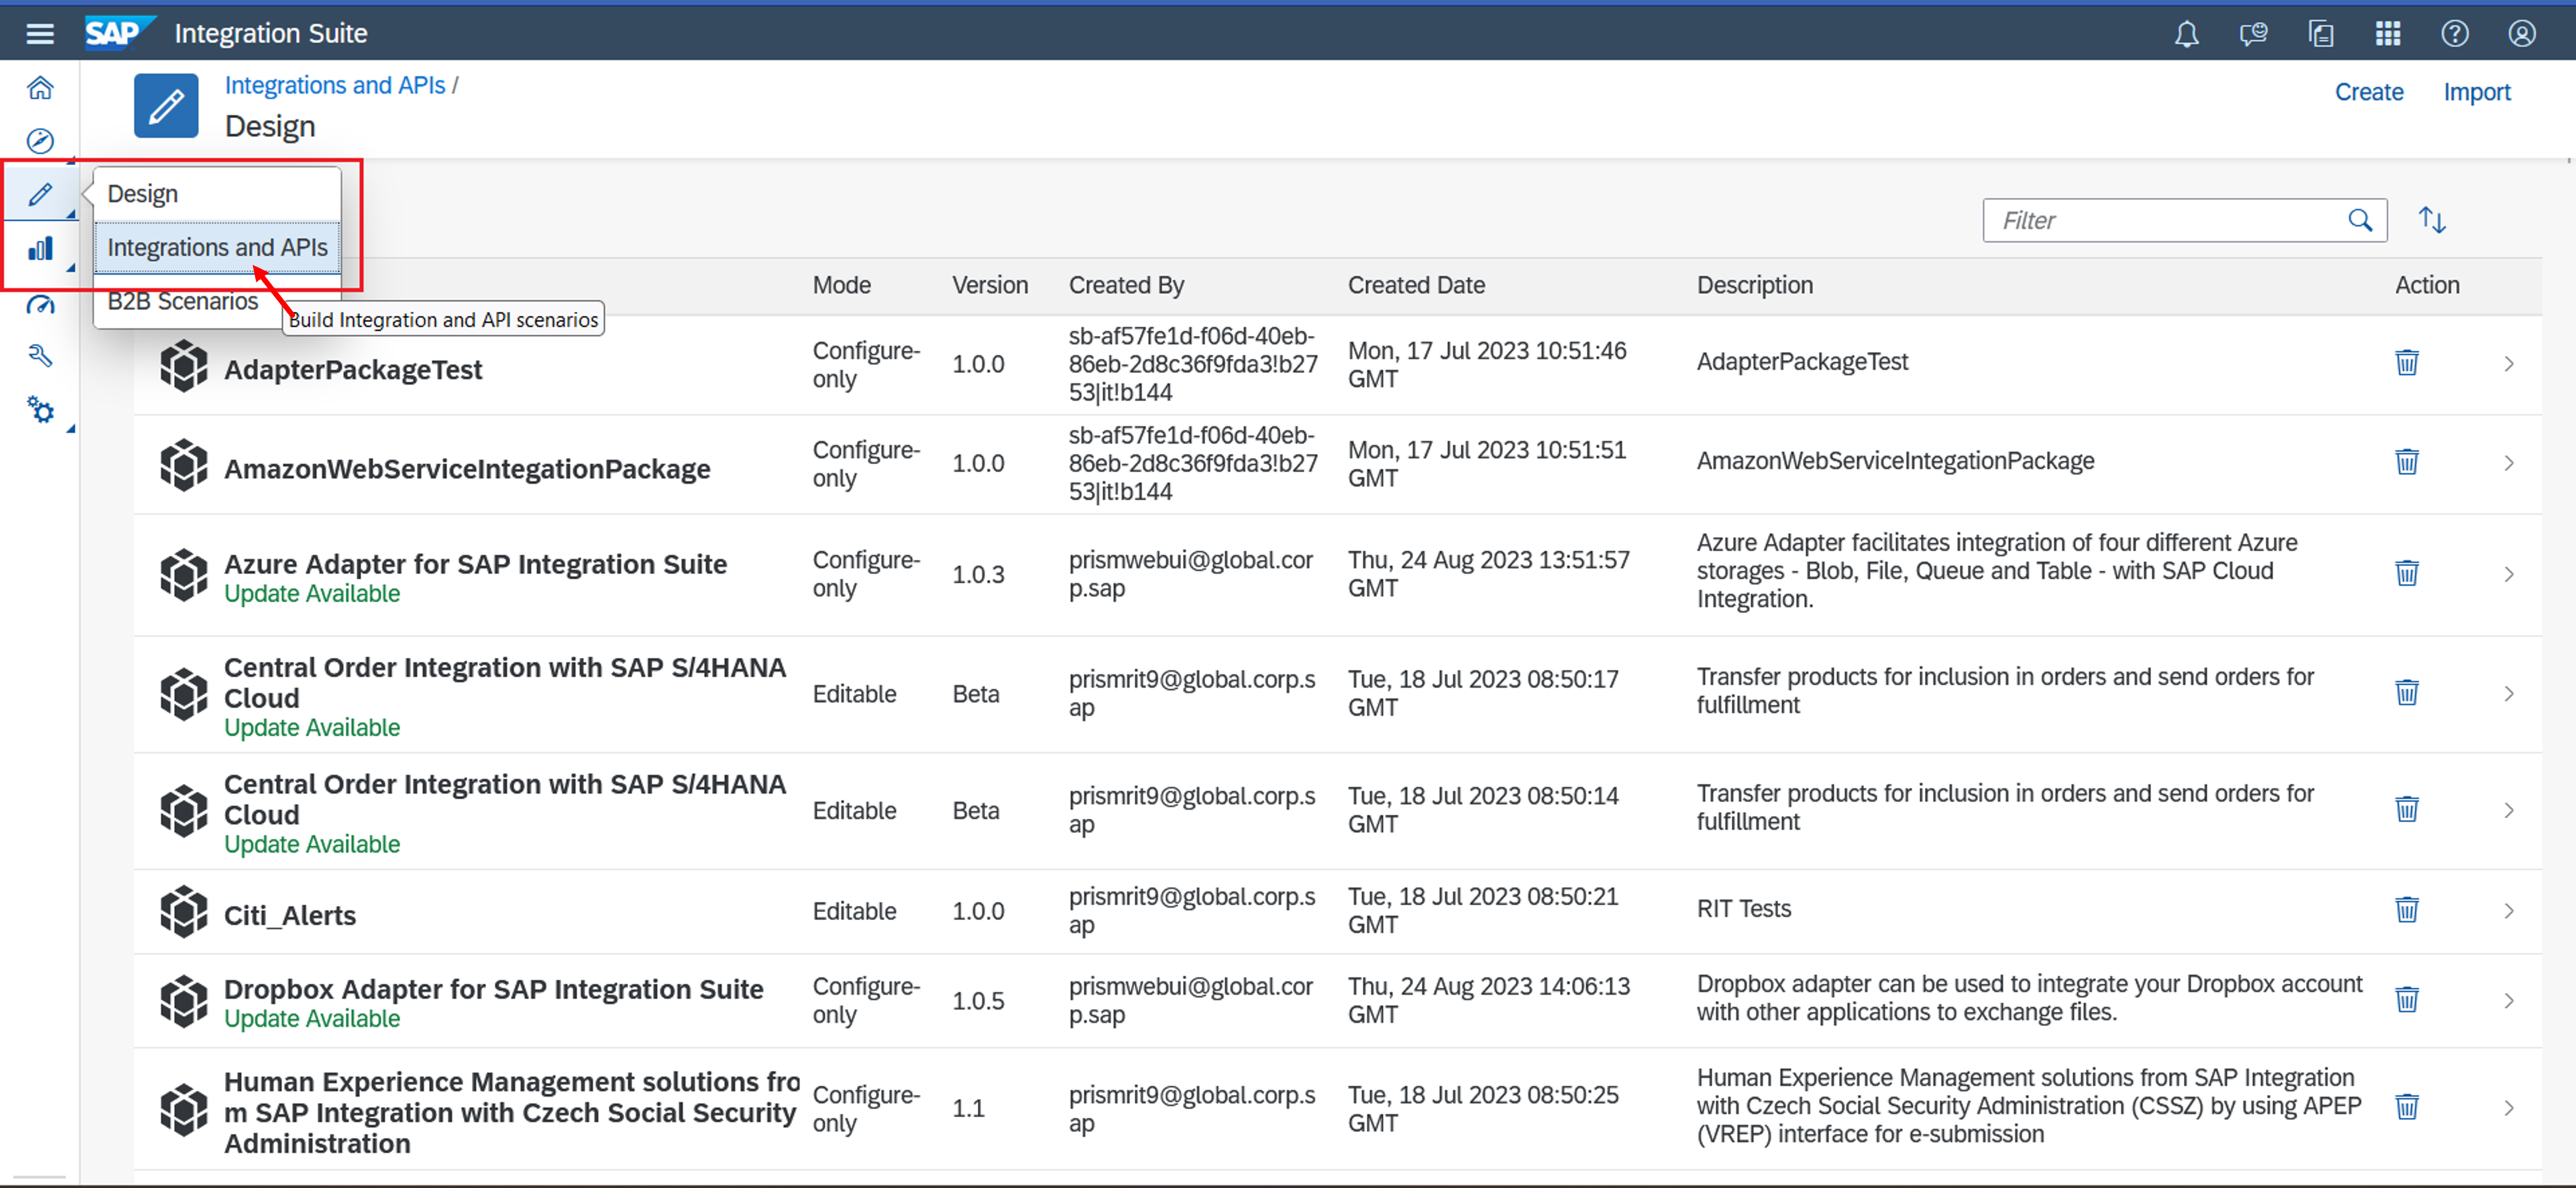 SAP Integration Suite
Integrations and APIs /
Design
Create Import
Design
Integrations and APIs
B2B Scenarios
Build Integration and API scenarios
Filter
Mode Version Created By Created Date Description Action
AdapterPackageTest
Configure-
only
1.0.0
sb-af57fe1d-f06d-40eb-
86eb-2d8c36f9fda3!b27
53|it!b144
Mon, 17 Jul 2023 10:51:46
GMT
AdapterPackageTest
AmazonWebServiceIntegationPackage
Configure-
only
1.0.0
sb-af57fe1d-f06d-40eb-
86eb-2d8c36f9fda3!b27
53|it!b144
Mon, 17 Jul 2023 10:51:51
GMT
AmazonWebServiceIntegationPackage
Azure Adapter for SAP Integration Suite
Update Available
Configure-
only
1.0.3
prismwebui@global.cor
p.sap
Thu, 24 Aug 2023 13:51:57
GMT
Azure Adapter facilitates integration of four different Azure
storages - Blob, File, Queue and Table - with SAP Cloud
Integration.
Central Order Integration with SAP S/4HANA
Cloud
Update Available
Editable
Beta
prismrit9@global.corp.s
ap
Tue, 18 Jul 2023 08:50:17
GMT
Transfer products for inclusion in orders and send orders for
fulfillment
Central Order Integration with SAP S/4HANA
Cloud
Update Available
Editable
Beta
prismrit9@global.corp.s
ap
Tue, 18 Jul 2023 08:50:14
GMT
Transfer products for inclusion in orders and send orders for
fulfillment
Citi_Alerts
Editable
1.0.0
prismrit9@global.corp.s
ap
Tue, 18 Jul 2023 08:50:21
GMT
RIT Tests
Dropbox Adapter for SAP Integration Suite
Update Available
Configure-
only
1.0.5
prismwebui@global.cor
p.sap
Thu, 24 Aug 2023 14:06:13
GMT
Dropbox adapter can be used to integrate your Dropbox account
with other applications to exchange files.
Human Experience Management solutions fro
m SAP Integration with Czech Social Security
Administration
Configure-
only
1.1
prismrit9@global.corp.s
ap
Tue, 18 Jul 2023 08:50:25
GMT
Human Experience Management solutions from SAP Integration
with Czech Social Security Administration (CSSZ) by using APEP
(VREP) interface for e-submission